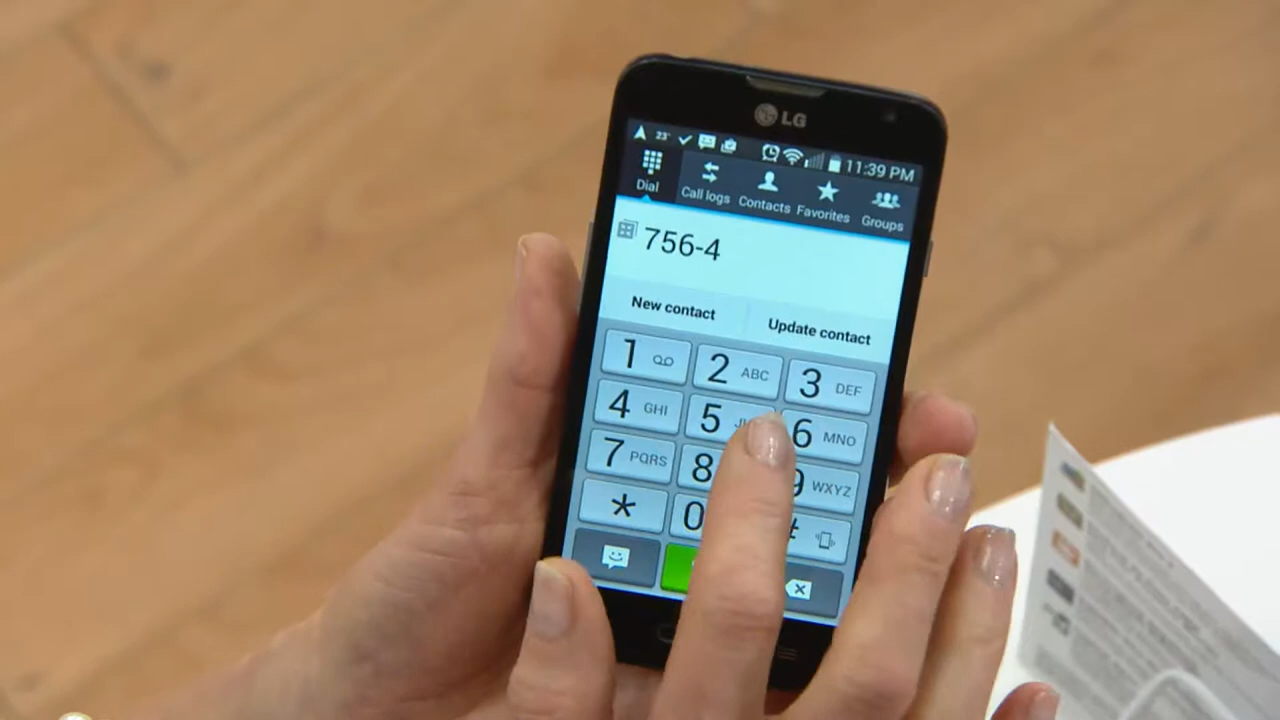 LG
23° 11:39 PM
Dial Call logs Contacts Favorites Groups
756-4
New contact Update contact
1 2 ABC 3 DEF
4 GHI 5 6 MNO
7 PQRS 8 9 WXYZ
* 0 #